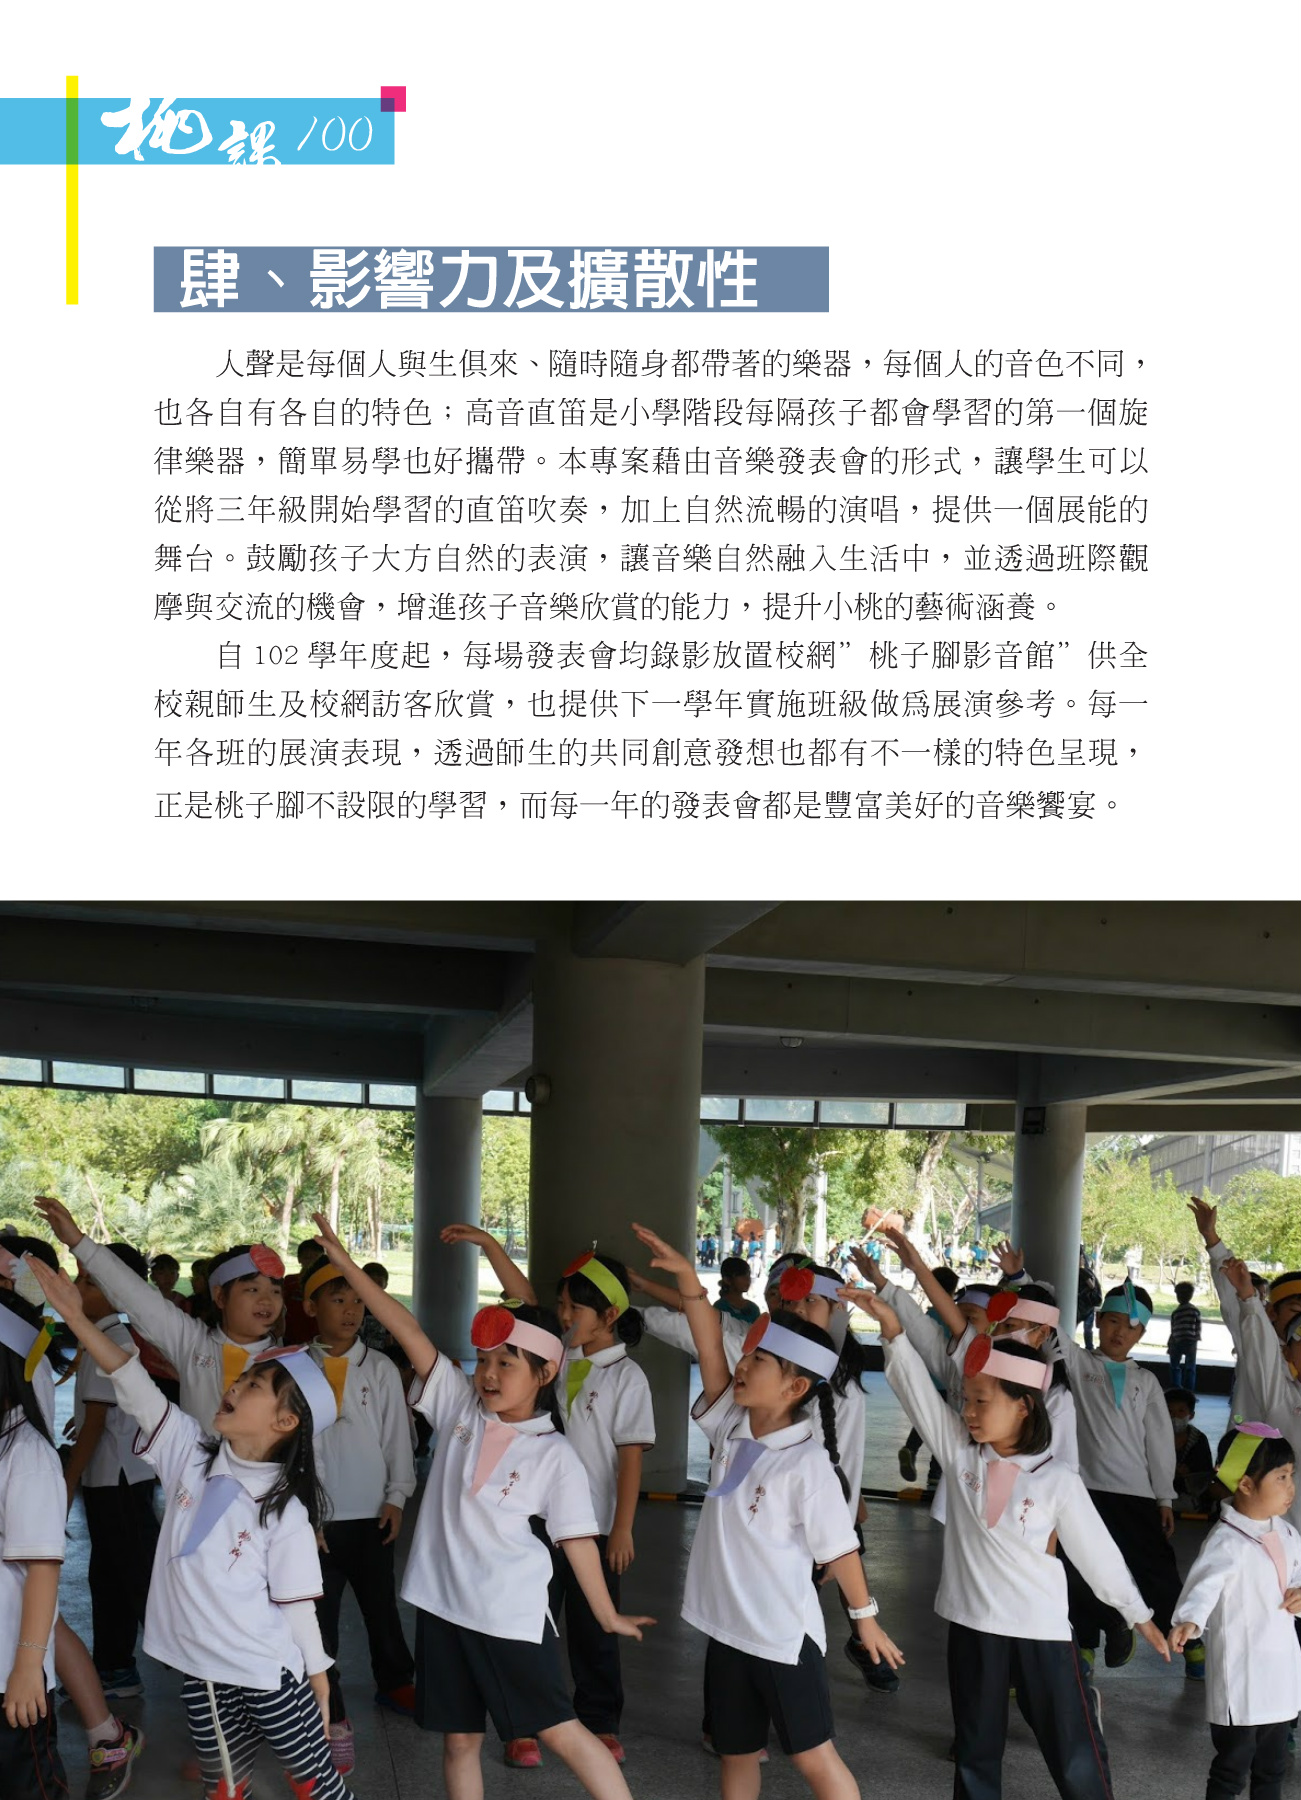 桃課100
肆、影響力及擴散性
人聲是每個人與生俱來、隨時隨身都帶著的樂器，每個人的音色不同，
也各自有各自的特色；高音直笛是小學階段每隔孩子都會學習的第一個旋
律樂器，簡單易學也好攜帶。本專案藉由音樂發表會的形式，讓學生可以
從將三年級開始學習的直笛吹奏，加上自然流暢的演唱，提供一個展能的
舞台。鼓勵孩子大方自然的表演，讓音樂自然融入生活中，並透過班際觀
摩與交流的機會，增進孩子音樂欣賞的能力，提升小桃的藝術涵養。
自 102 學年度起，每場發表會均錄影放置校網”桃子腳影音館”供全
校親師生及校網訪客欣賞，也提供下一學年實施班級做為展演參考。每一
年各班的展演表現，透過師生的共同創意發想也都有不一樣的特色呈現，
正是桃子腳不設限的學習，而每一年的發表會都是豐富美好的音樂饗宴。
桃子腳
桃子腳
桃子腳
桃子腳